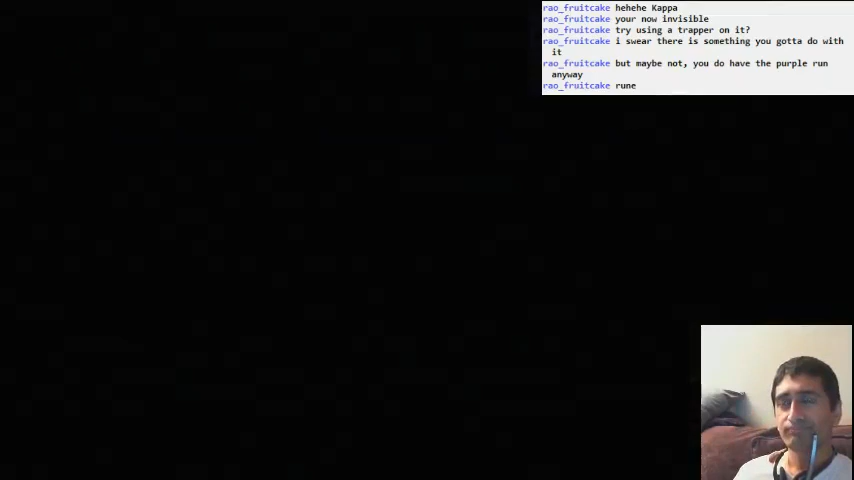 rao_fruitcake hehehe Kappa
rao_fruitcake your now invisible
rao_fruitcake try using a trapper on it?
rao_fruitcake i swear there is something you gotta do with
it
rao_fruitcake but maybe not, you do have the purple run
anyway
rao_fruitcake rune